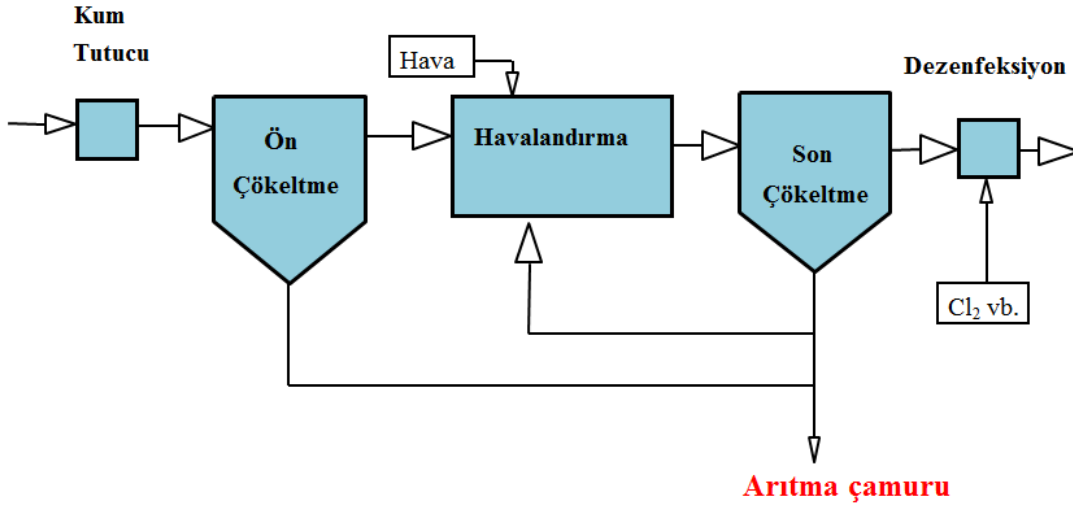 Kum
Tutucu
Hava
Dezenfeksiyon
Ön
Çökeltme
Havalandırma
Son
Çökeltme
Cl₂ vb.
Arıtma çamuru